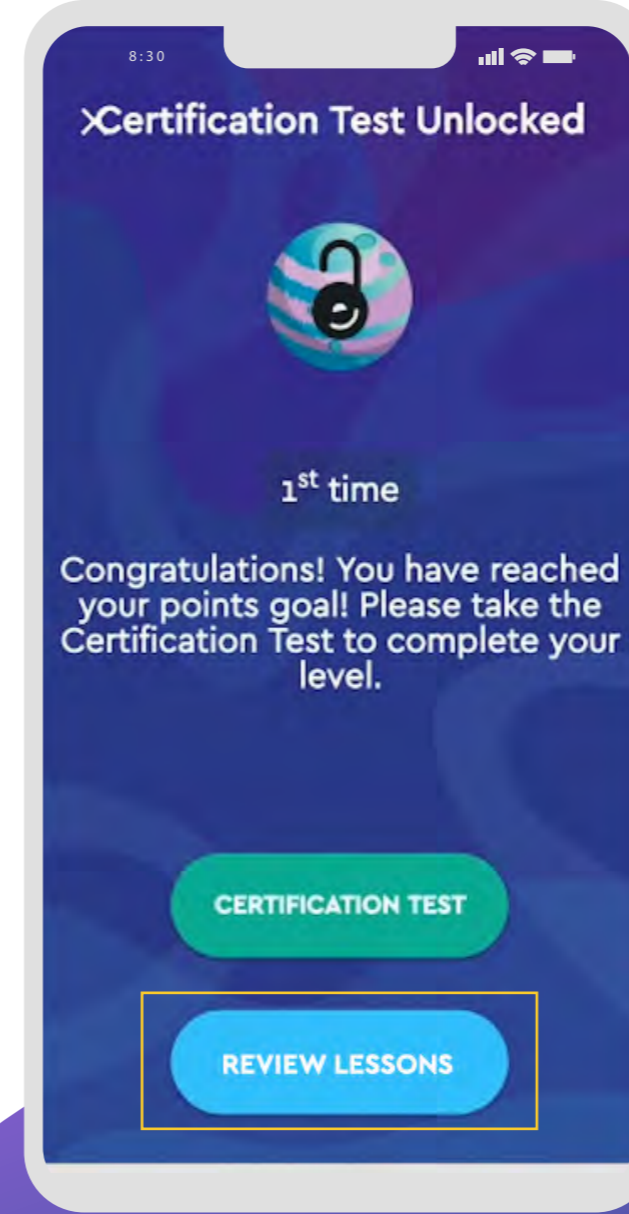 8:30
Certification Test Unlocked
1st time
Congratulations! You have reached
your points goal! Please take the
Certification Test to complete your
level.
CERTIFICATION TEST
REVIEW LESSONS